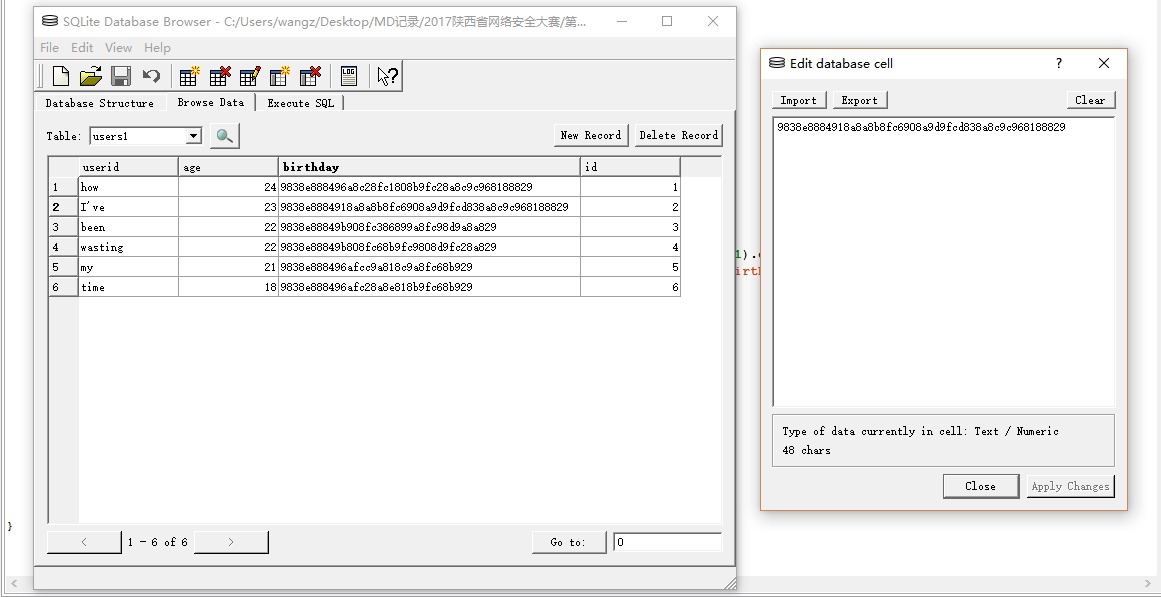 SQLite Database Browser - C:/Users/wangz/Desktop/MD记录/2017陕西省网络安全大赛/第...
File Edit View Help
LOG
Database Structure Browse Data Execute SQL
Table: users1 New Record Delete Record
userid age birthday id
1 how 24 9838e888496a8c28fc1808b9fc28a8c9c968188829 1
2 I've 23 9838e8884918a8a8b8fc6908a9d9fcd838a8c9c968188829 2
3 been 22 9838e88849b908fc386899a8fc98d9a8a829 3
4 wasting 22 9838e88849b808fc68b9fc9808d9fc28a829 4
5 my 21 9838e888496afcc9a818c9a8fc68b929 5
6 time 18 9838e888496afc28a8e818b9fc68b929 6
< 1 - 6 of 6 > Go to: 0
}
1).
irth
Edit database cell ?
Import Export Clear
9838e8884918a8a8b8fc6908a9d9fcd838a8c9c968188829
Type of data currently in cell: Text / Numeric
48 chars
Close Apply Changes